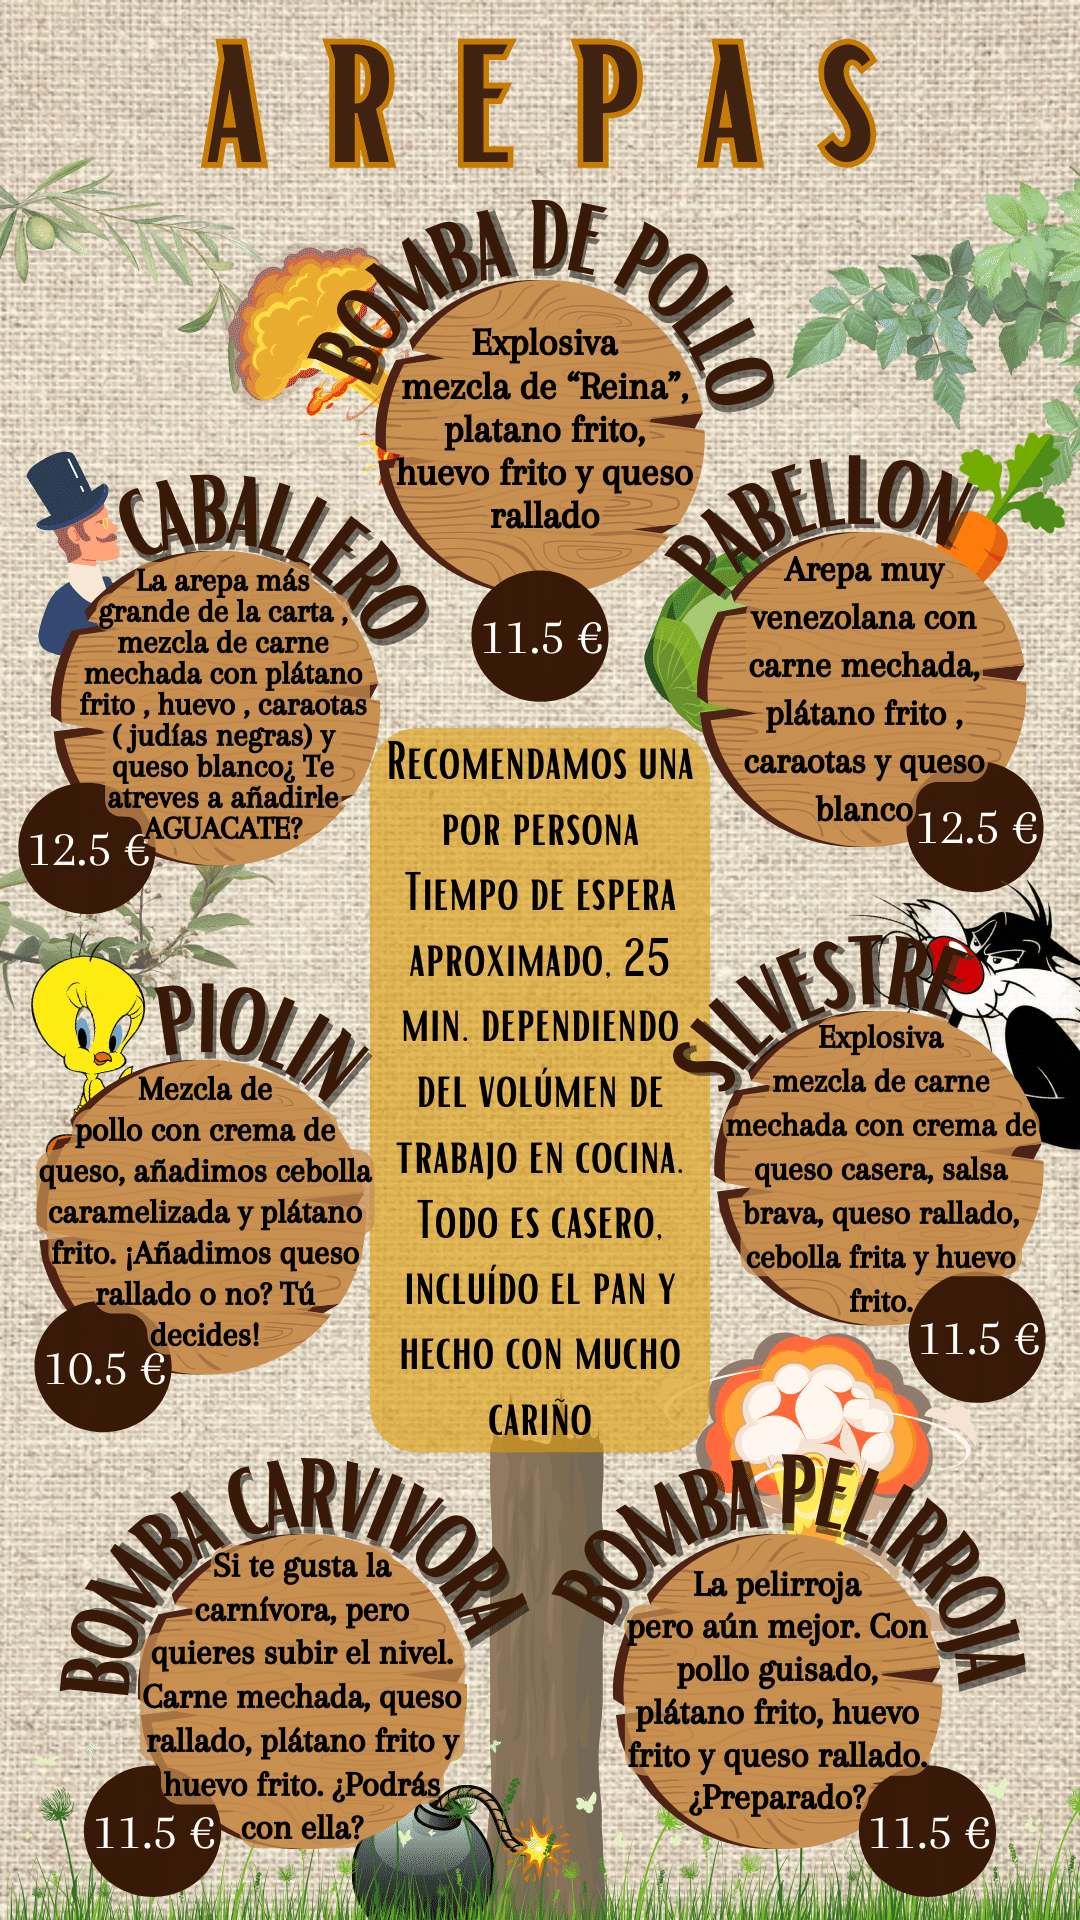 AREPAS
BOMBA DE POLLO
Explosiva
mezcla de “Reina”,
platano frito,
huevo frito y queso
rallado
11.5 €
CABALLERO
La arepa más
grande de la carta ,
mezcla de carne
mechada con plátano
frito , huevo , caraotas
( judías negras) y
queso blanco¿ Te
atreves a añadirle
AGUACATE?
12.5 €
PABELLON
Arepa muy
venezolana con
carne mechada,
plátano frito ,
caraotas y queso
blanco
12.5 €
RECOMENDAMOS UNA
POR PERSONA
TIEMPO DE ESPERA
APROXIMADO, 25
MIN. DEPENDIENDO
DEL VOLÚMEN DE
TRABAJO EN COCINA.
TODO ES CASERO,
INCLUÍDO EL PAN Y
HECHO CON MUCHO
CARIÑO
PIOLIN
Mezcla de
pollo con crema de
queso, añadimos cebolla
caramelizada y plátano
frito. ¡Añadimos queso
rallado o no? Tú
decides!
10.5 €
SILVESTRE
Explosiva
mezcla de carne
mechada con crema de
queso casera, salsa
brava, queso rallado,
cebolla frita y huevo
frito.
11.5 €
BOMBA CARVIVORA
Si te gusta la
carnívora, pero
quieres subir el nivel.
Carne mechada, queso
rallado, plátano frito y
huevo frito. ¿Podrás
con ella?
11.5 €
BOMBA PELIRROJA
La pelirroja
pero aún mejor. Con
pollo guisado,
plátano frito, huevo
frito y queso rallado.
¿Preparado?
11.5 €